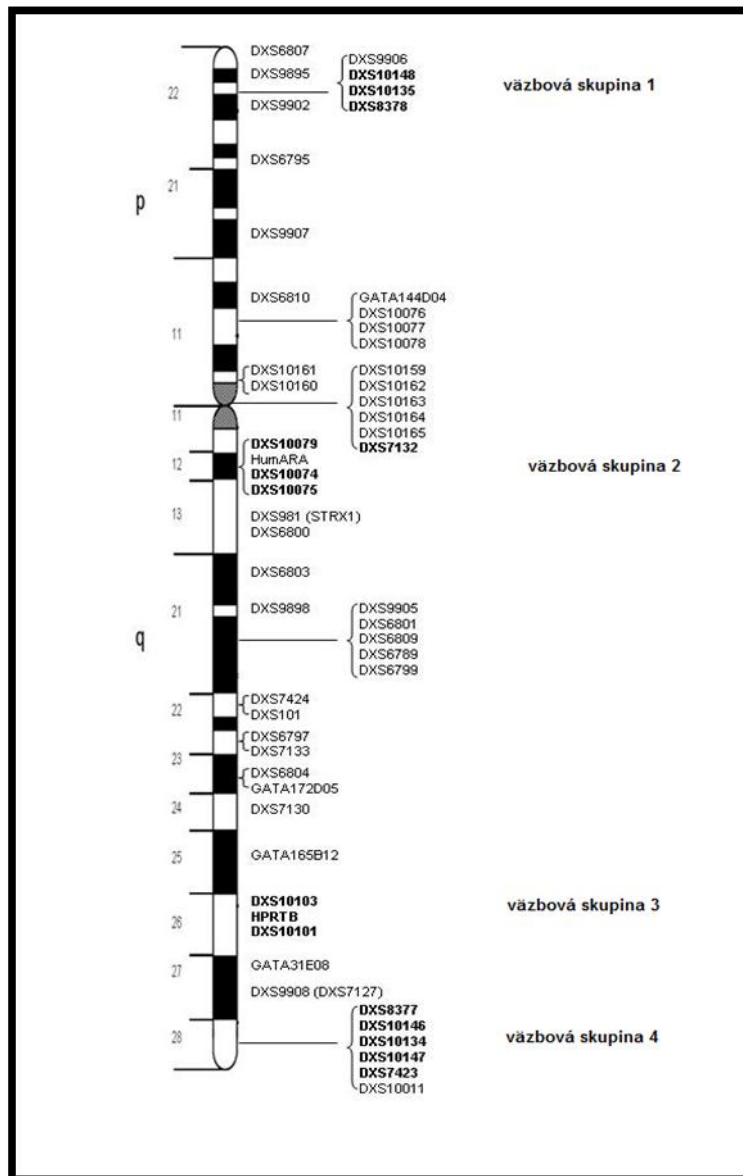 DXS6807
DXS9906
DXS9895
DXS10148
väzbová skupina 1
22
DXS10135
DXS9902
DXS8378
DXS6795
21
p
DXS9907
DXS6810
GATA144D04
DXS10076
11
DXS10077
DXS10078
DXS10161
DXS10159
DXS10160
DXS10162
DXS10163
11
DXS10164
DXS10165
DXS10079
DXS7132
HumARA
väzbová skupina 2
12
DXS10074
DXS10075
13
DXS981 (STRX1)
DXS6800
DXS6803
21
DXS9898
DXS9905
DXS6801
q
DXS6809
DXS6789
DXS6799
DXS7424
22
DXS101
DXS6797
DXS7133
23
DXS6804
GATA172D05
24
DXS7130
25
GATA165B12
DXS10103
väzbová skupina 3
HPRTB
26
DXS10101
27
GATA31E08
DXS9908 (DXS7127)
DXS8377
DXS10146
28
DXS10134
väzbová skupina 4
DXS10147
DXS7423
DXS10011